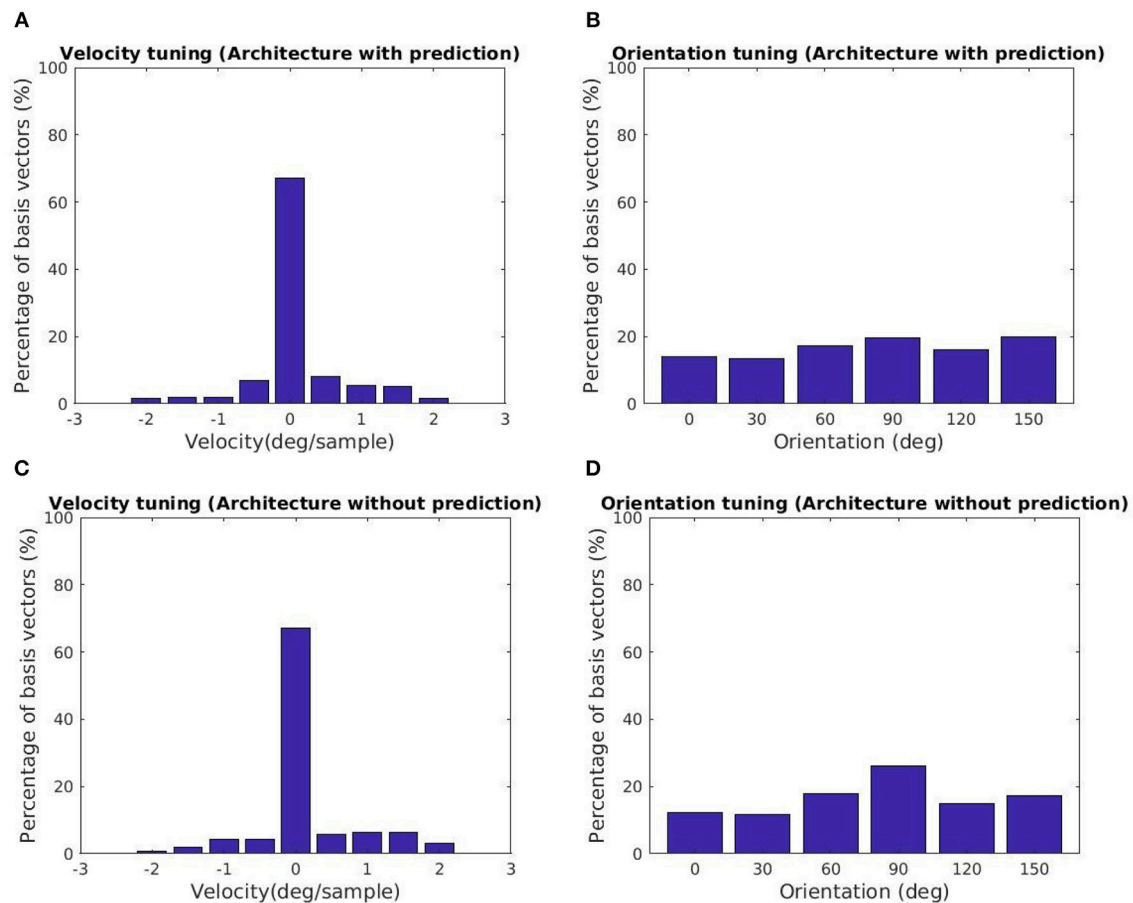 A
Velocity tuning (Architecture with prediction)
100
80
60
40
20
0
Percentage of basis vectors (%)
-3 -2 -1 0 1 2 3
Velocity(deg/sample)
B
Orientation tuning (Architecture with prediction)
100
80
60
40
20
0
Percentage of basis vectors (%)
0 30 60 90 120 150
Orientation (deg)
C
Velocity tuning (Architecture without prediction)
100
80
60
40
20
0
Percentage of basis vectors (%)
-3 -2 -1 0 1 2 3
Velocity(deg/sample)
D
Orientation tuning (Architecture without prediction)
100
80
60
40
20
0
Percentage of basis vectors (%)
0 30 60 90 120 150
Orientation (deg)